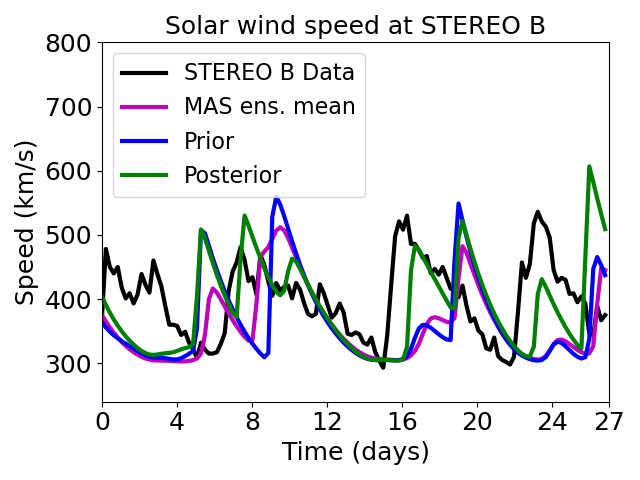 Solar wind speed at STEREO B
800
700
600
500
400
300
Speed (km/s)
STEREO B Data
MAS ens. mean
Prior
Posterior
0 4 8 12 16 20 24 27
Time (days)